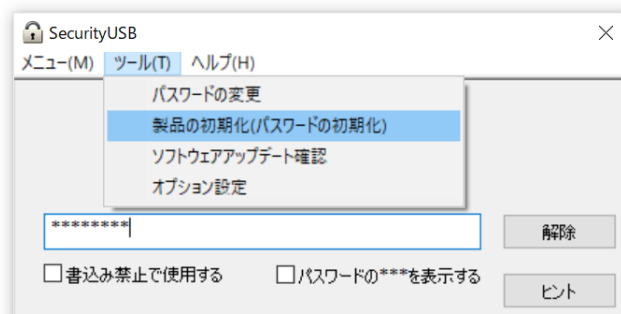 SecurityUSB
メニュー(M) ツール(T) ヘルプ(H)
パスワードの変更
製品の初期化(パスワードの初期化)
ソフトウェアアップデート確認
オプション設定
******** 解除
書込み禁止で使用する パスワードの***を表示する
ヒント